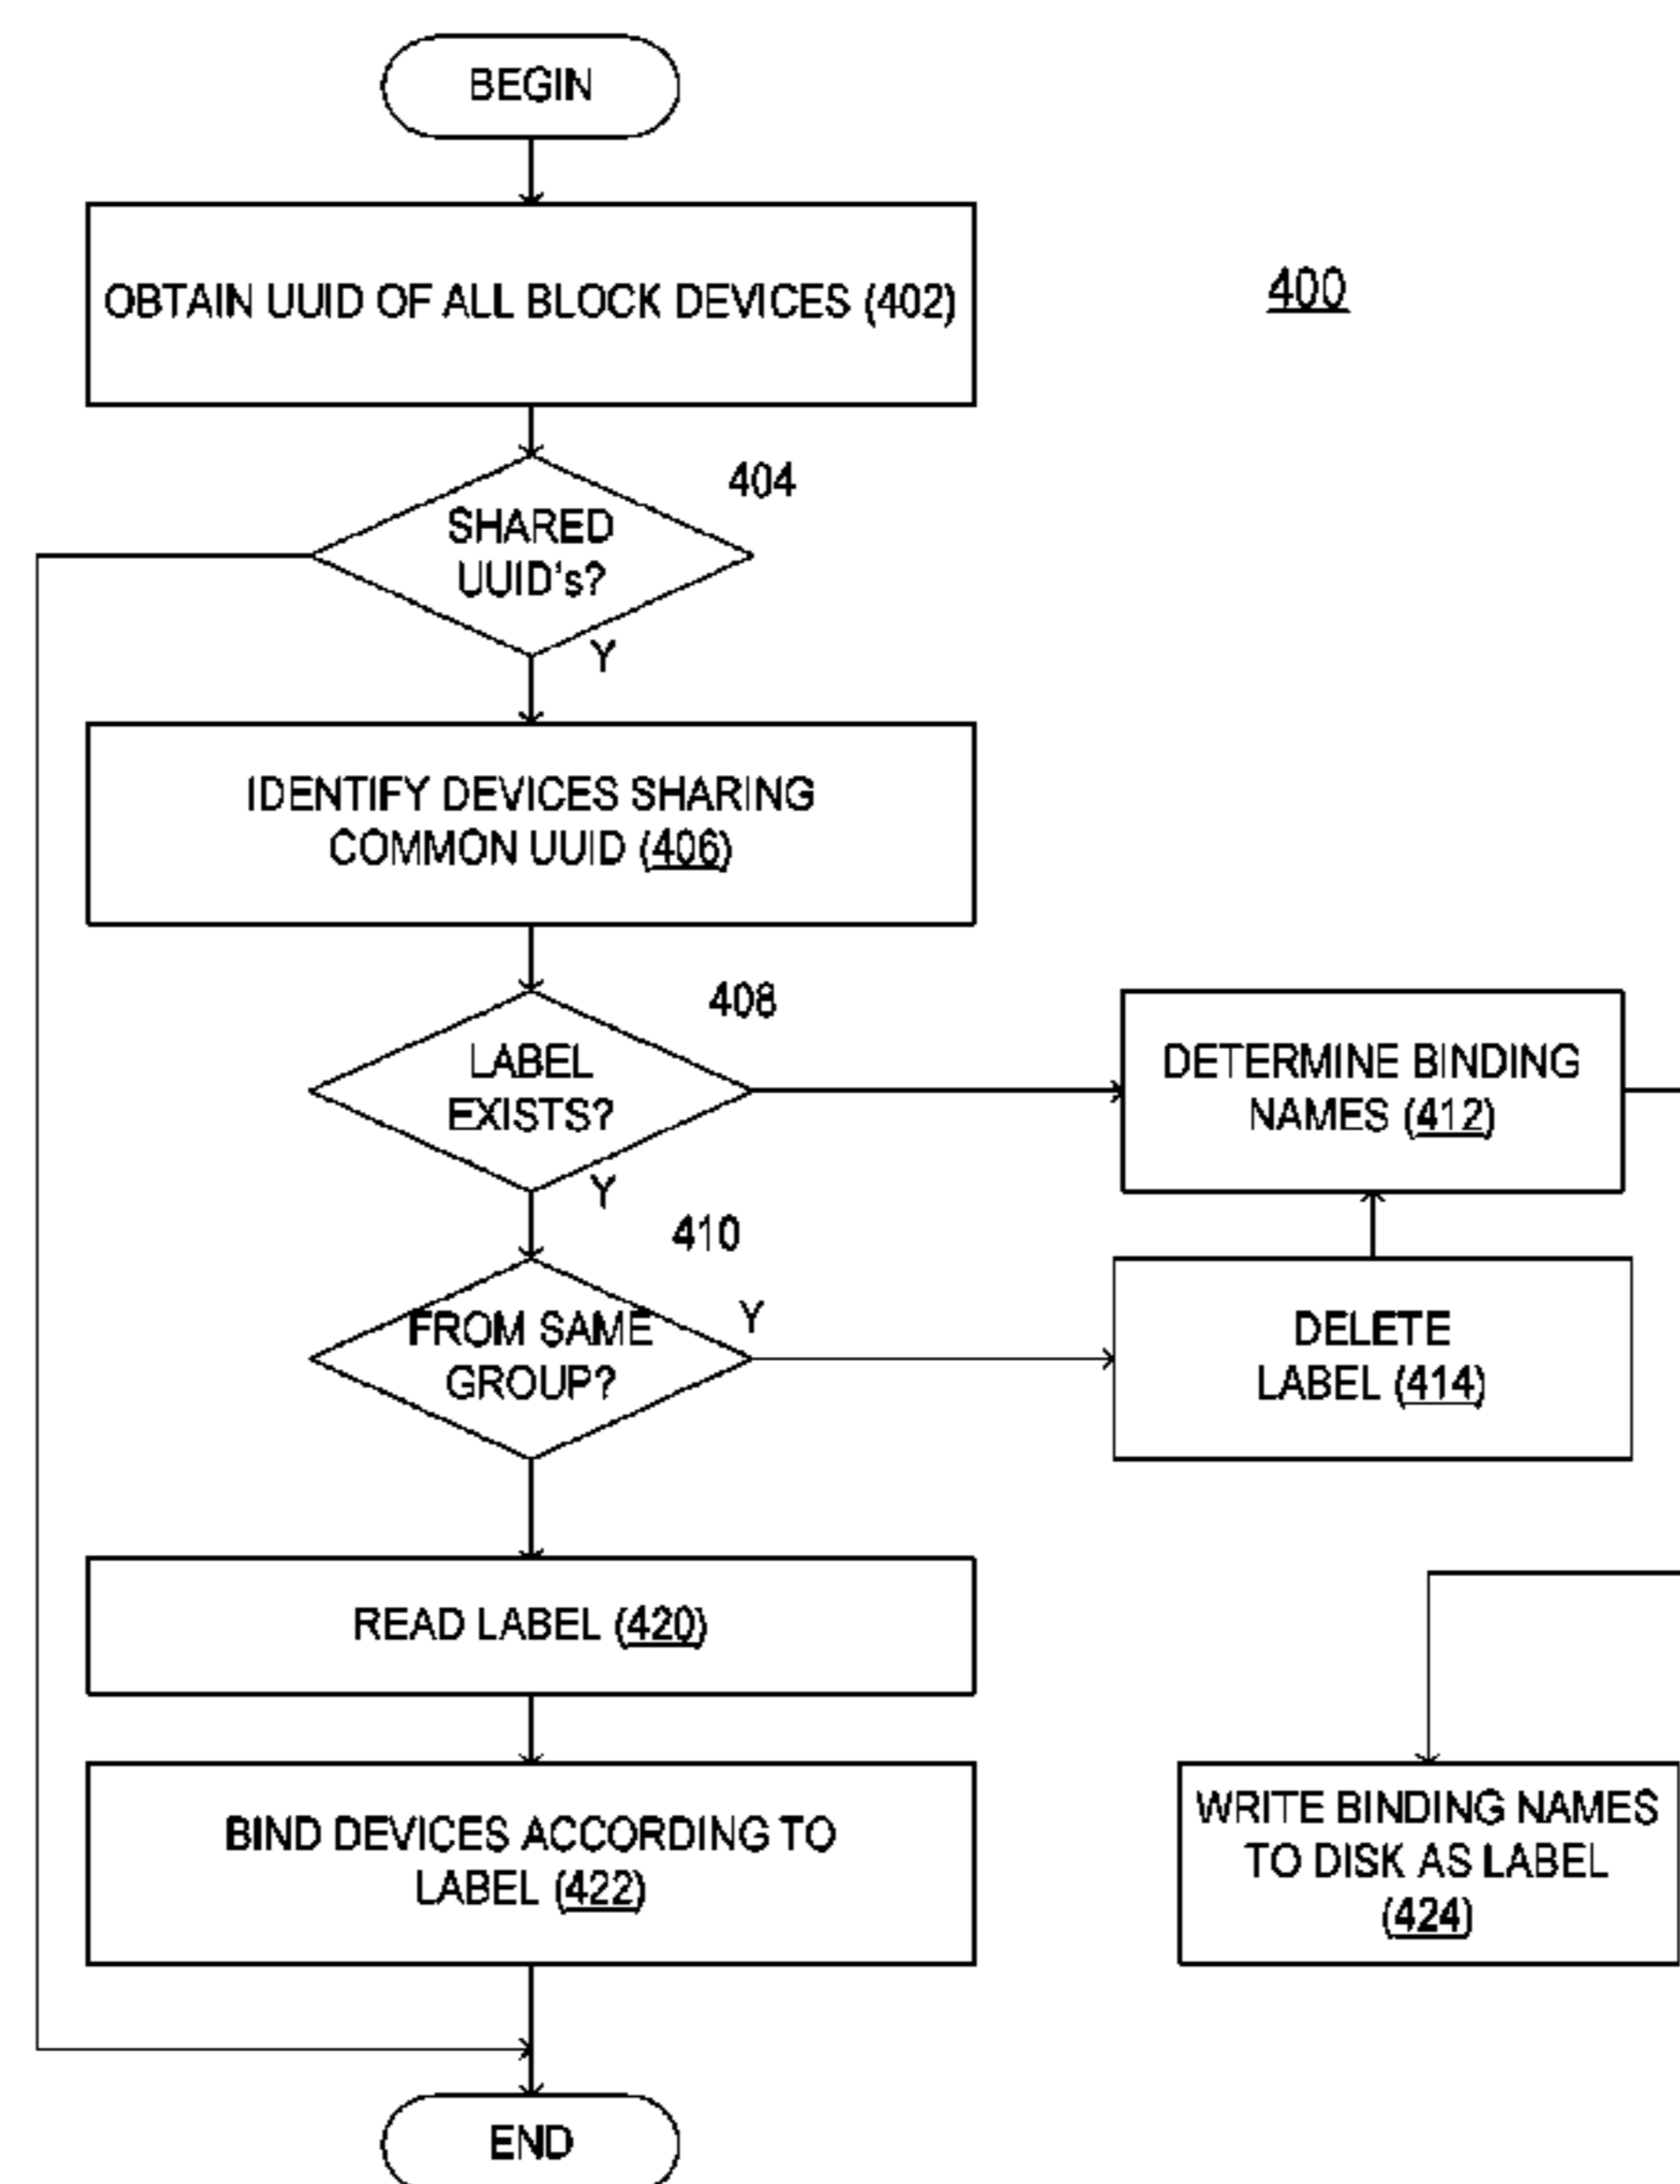 BEGIN
OBTAIN UUID OF ALL BLOCK DEVICES (402)
400
404
SHARED
UUID's?
Y
IDENTIFY DEVICES SHARING
COMMON UUID (406)
408
LABEL
EXISTS?
Y
DETERMINE BINDING
NAMES (412)
410
FROM SAME
GROUP?
Y
DELETE
LABEL (414)
READ LABEL (420)
BIND DEVICES ACCORDING TO
LABEL (422)
WRITE BINDING NAMES
TO DISK AS LABEL
(424)
END